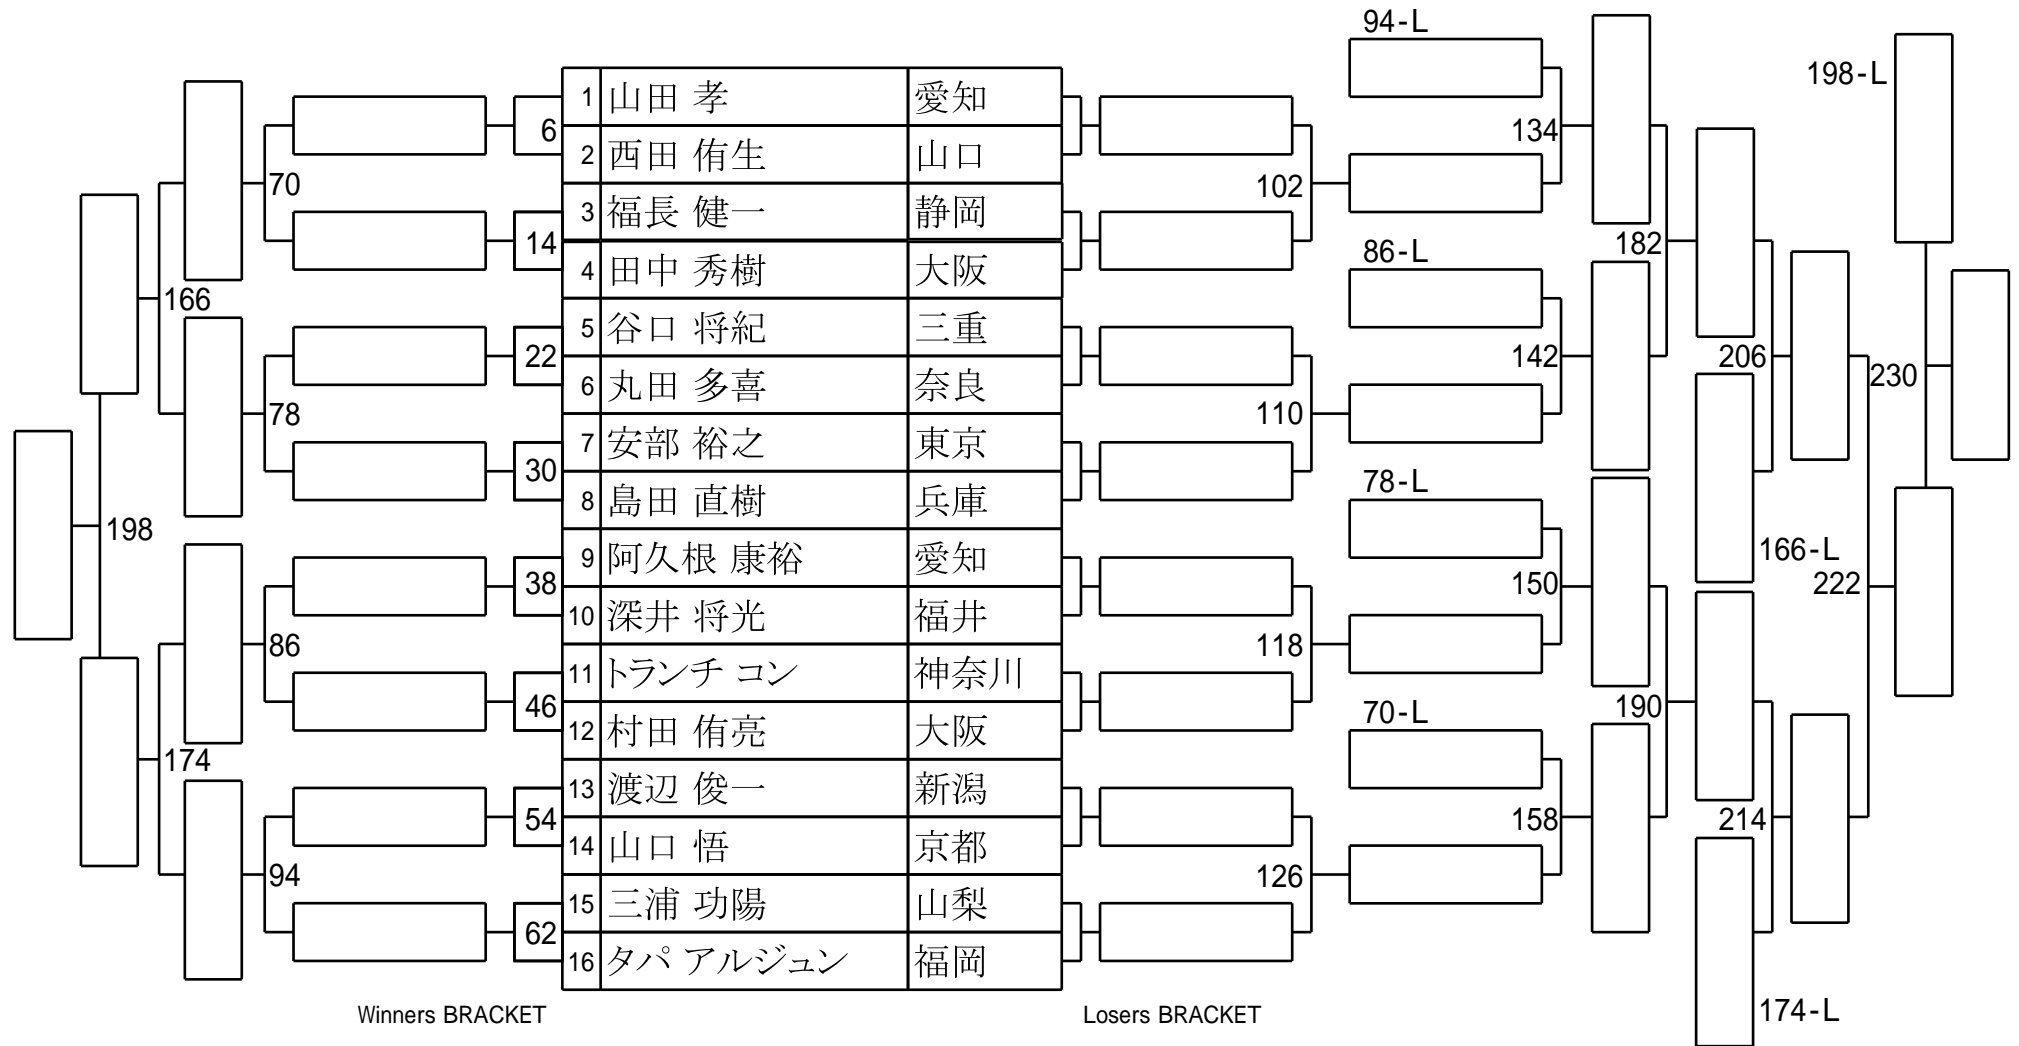 94-L
198-L
1 山田 孝 愛知
6
134
2 西田 侑生 山口
70
102
3 福長 健一 静岡
14
182
4 田中 秀樹 大阪
86-L
166
5 谷口 将紀 三重
22
142
206
230
6 丸田 多喜 奈良
78
110
7 安部 裕之 東京
30
78-L
8 島田 直樹 兵庫
198
166-L
9 阿久根 康裕 愛知
38
150
222
10 深井 将光 福井
86
118
11 トランチ コン 神奈川
46
70-L
190
12 村田 侑亮 大阪
174
13 渡辺 俊一 新潟
54
158
214
14 山口 悟 京都
94
126
15 三浦 功陽 山梨
62
16 タパ アルジュン 福岡
Winners BRACKET
Losers BRACKET
174-L